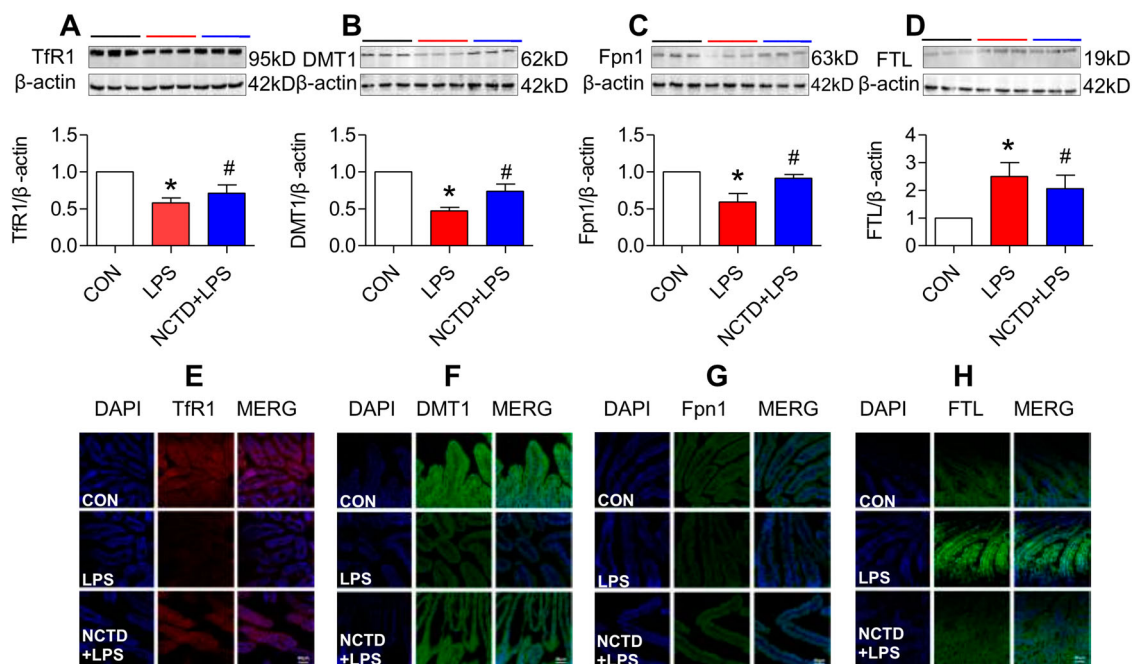 A B C D
TfR1 95kD DMT1 62kD Fpn1 63kD FTL 19kD
β-actin 42kD β-actin 42kD β-actin 42kD β-actin 42kD
TfR1/β-actin
1.5
1.0
0.5
0.0
*
#
CON
LPS
NCTD+LPS
DMT1/β-actin
1.5
1.0
0.5
0.0
*
#
CON
LPS
NCTD+LPS
Fpn1/β-actin
1.5
1.0
0.5
0.0
*
#
CON
LPS
NCTD+LPS
FTL/β-actin
4
3
2
1
0
*
#
CON
LPS
NCTD+LPS
E F G H
DAPI TfR1 MERG DAPI DMT1 MERG DAPI Fpn1 MERG DAPI FTL MERG
CON CON CON CON
LPS LPS LPS LPS
NCTD NCTD NCTD NCTD
+LPS +LPS +LPS +LPS